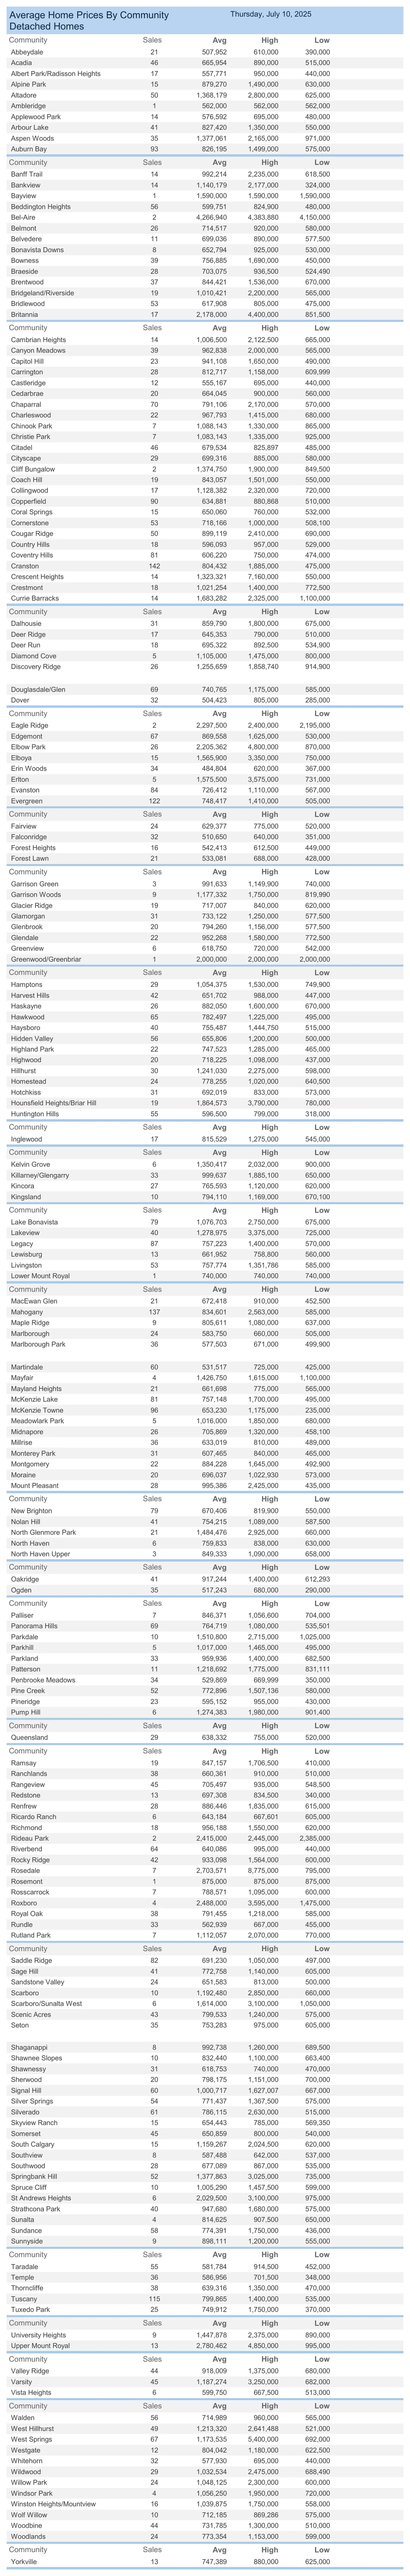 Average Home Prices By Community Thursday, July 10, 2025
Detached Homes
Community Sales Avg High Low
Abbeydale 21 507,952 610,000 390,000
Acadia 46 665,954 890,000 515,000
Albert Park/Radisson Heights 17 557,771 950,000 440,000
Alpine Park 15 879,270 1,490,000 630,000
Altadore 50 1,368,179 2,800,000 625,000
Ambleridge 1 562,000 562,000 562,000
Applewood Park 14 576,592 695,000 480,000
Arbour Lake 41 827,420 1,350,000 550,000
Aspen Woods 35 1,377,061 2,165,000 971,000
Auburn Bay 93 826,195 1,499,000 575,000
Community Sales Avg High Low
Banff Trail 14 992,214 2,235,000 618,500
Bankview 14 1,140,179 2,177,000 324,000
Bayview 1 1,590,000 1,590,000 1,590,000
Beddington Heights 56 599,751 824,900 480,000
Bel-Aire 2 4,266,940 4,383,880 4,150,000
Belmont 26 714,517 920,000 580,000
Belvedere 11 699,036 890,000 577,500
Bonavista Downs 8 652,794 925,000 530,000
Bowness 39 756,885 1,690,000 450,000
Braeside 28 703,075 936,500 524,490
Brentwood 37 844,421 1,536,000 670,000
Bridgeland/Riverside 19 1,010,421 2,200,000 565,000
Bridlewood 53 617,908 805,000 475,000
Britannia 17 2,178,000 4,400,000 851,500
Community Sales Avg High Low
Cambrian Heights 14 1,006,500 2,122,500 665,000
Canyon Meadows 39 962,838 2,000,000 565,000
Capitol Hill 23 941,108 1,650,000 490,000
Carrington 28 812,717 1,158,000 609,999
Castleridge 12 555,167 695,000 440,000
Cedarbrae 20 664,045 900,000 560,000
Chaparral 70 791,106 2,170,000 570,000
Charleswood 22 967,793 1,415,000 680,000
Chinook Park 7 1,088,143 1,330,000 865,000
Christie Park 7 1,083,143 1,335,000 925,000
Citadel 46 679,534 825,897 485,000
Cityscape 29 699,316 885,000 580,000
Cliff Bungalow 2 1,374,750 1,900,000 849,500
Coach Hill 19 843,057 1,501,000 550,000
Collingwood 17 1,128,382 2,320,000 720,000
Copperfield 90 634,881 880,868 510,000
Coral Springs 15 650,060 760,000 532,000
Cornerstone 53 718,166 1,000,000 508,100
Cougar Ridge 50 899,119 2,410,000 690,000
Country Hills 18 596,093 957,000 529,000
Coventry Hills 81 606,220 750,000 474,000
Cranston 142 804,432 1,885,000 475,000
Crescent Heights 14 1,323,321 7,160,000 550,000
Crestmont 18 1,021,254 1,400,000 772,500
Currie Barracks 14 1,683,282 2,325,000 1,100,000
Community Sales Avg High Low
Dalhousie 31 859,790 1,800,000 675,000
Deer Ridge 17 645,353 790,000 510,000
Deer Run 18 695,322 892,500 534,900
Diamond Cove 5 1,105,000 1,475,000 800,000
Discovery Ridge 26 1,255,659 1,858,740 914,900
Douglasdale/Glen 69 740,765 1,175,000 585,000
Dover 32 504,423 805,000 285,000
Community Sales Avg High Low
Eagle Ridge 2 2,297,500 2,400,000 2,195,000
Edgemont 67 869,558 1,625,000 530,000
Elbow Park 26 2,205,362 4,800,000 870,000
Elboya 15 1,565,900 3,350,000 750,000
Erin Woods 34 484,804 620,000 367,000
Erlton 5 1,575,500 3,575,000 731,000
Evanston 84 726,412 1,110,000 567,000
Evergreen 122 748,417 1,410,000 505,000
Community Sales Avg High Low
Fairview 24 629,377 775,000 520,000
Falconridge 32 510,650 640,000 351,000
Forest Heights 16 542,413 612,500 449,000
Forest Lawn 21 533,081 688,000 428,000
Community Sales Avg High Low
Garrison Green 3 991,633 1,149,900 740,000
Garrison Woods 9 1,177,332 1,750,000 819,990
Glacier Ridge 19 717,007 840,000 620,000
Glamorgan 31 733,122 1,250,000 577,500
Glenbrook 20 794,260 1,156,000 577,500
Glendale 22 952,268 1,580,000 772,500
Greenview 6 618,750 720,000 542,000
Greenwood/Greenbriar 1 2,000,000 2,000,000 2,000,000
Community Sales Avg High Low
Hamptons 29 1,054,375 1,530,000 749,900
Harvest Hills 42 651,702 988,000 447,000
Haskayne 26 882,050 1,600,000 670,000
Hawkwood 65 782,497 1,225,000 495,000
Haysboro 40 755,487 1,444,750 515,000
Hidden Valley 56 655,806 1,200,000 500,000
Highland Park 22 747,523 1,285,000 465,000
Highwood 20 718,225 1,098,000 437,000
Hillhurst 30 1,241,030 2,275,000 598,000
Homestead 24 778,255 1,020,000 640,500
Hotchkiss 31 692,019 833,000 573,000
Hounsfield Heights/Briar Hill 19 1,864,573 3,790,000 780,000
Huntington Hills 55 596,500 799,000 318,000
Community Sales Avg High Low
Inglewood 17 815,529 1,275,000 545,000
Community Sales Avg High Low
Kelvin Grove 6 1,350,417 2,032,000 900,000
Killarney/Glengarry 33 999,637 1,885,100 650,000
Kincora 27 765,593 1,120,000 620,000
Kingsland 10 794,110 1,169,000 670,100
Community Sales Avg High Low
Lake Bonavista 79 1,076,703 2,750,000 675,000
Lakeview 40 1,278,975 3,375,000 725,000
Legacy 87 757,223 1,400,000 570,000
Lewisburg 13 661,952 758,800 560,000
Livingston 53 757,774 1,351,786 585,000
Lower Mount Royal 1 740,000 740,000 740,000
Community Sales Avg High Low
MacEwan Glen 21 672,418 910,000 452,500
Mahogany 137 834,601 2,563,000 585,000
Maple Ridge 9 805,611 1,080,000 637,000
Marlborough 24 583,750 660,000 505,000
Marlborough Park 36 577,503 671,000 499,900
Martindale 60 531,517 725,000 425,000
Mayfair 4 1,426,750 1,615,000 1,100,000
Mayland Heights 21 661,698 775,000 565,000
McKenzie Lake 81 757,148 1,700,000 495,000
McKenzie Towne 96 653,230 1,175,000 235,000
Meadowlark Park 5 1,016,000 1,850,000 680,000
Midnapore 26 705,869 1,320,000 458,100
Millrise 36 633,019 810,000 489,000
Monterey Park 31 607,465 840,000 465,000
Montgomery 22 884,228 1,645,000 492,900
Moraine 20 696,037 1,022,930 573,000
Mount Pleasant 28 995,386 2,425,000 435,000
Community Sales Avg High Low
New Brighton 79 670,406 819,900 550,000
Nolan Hill 41 754,215 1,089,000 587,500
North Glenmore Park 21 1,484,476 2,925,000 660,000
North Haven 6 759,833 838,000 630,000
North Haven Upper 3 849,333 1,090,000 658,000
Community Sales Avg High Low
Oakridge 41 917,244 1,400,000 612,293
Ogden 35 517,243 680,000 290,000
Community Sales Avg High Low
Palliser 7 846,371 1,056,600 704,000
Panorama Hills 69 764,719 1,080,000 535,501
Parkdale 10 1,510,800 2,715,000 1,025,000
Parkhill 5 1,017,000 1,465,000 495,000
Parkland 33 959,936 1,400,000 682,500
Patterson 11 1,218,692 1,775,000 831,111
Penbrooke Meadows 34 529,869 669,999 350,000
Pine Creek 52 772,896 1,507,136 580,000
Pineridge 23 595,152 955,000 430,000
Pump Hill 6 1,274,383 1,980,000 901,400
Community Sales Avg High Low
Queensland 29 638,332 755,000 520,000
Community Sales Avg High Low
Ramsay 19 847,157 1,706,500 410,000
Ranchlands 38 660,361 910,000 510,000
Rangeview 45 705,497 935,000 548,500
Redstone 13 697,308 834,500 340,000
Renfrew 28 886,446 1,835,000 615,000
Ricardo Ranch 6 643,184 667,601 605,000
Richmond 18 956,188 1,550,000 620,000
Rideau Park 2 2,415,000 2,445,000 2,385,000
Riverbend 64 640,086 995,000 440,000
Rocky Ridge 42 933,098 1,564,000 600,000
Rosedale 7 2,703,571 8,775,000 795,000
Rosemont 1 875,000 875,000 875,000
Rosscarrock 7 788,571 1,095,000 600,000
Roxboro 4 2,488,000 3,595,000 1,475,000
Royal Oak 38 791,455 1,218,000 585,000
Rundle 33 562,939 667,000 455,000
Rutland Park 7 1,112,057 2,070,000 770,000
Community Sales Avg High Low
Saddle Ridge 82 691,230 1,050,000 497,000
Sage Hill 41 772,758 1,140,000 605,000
Sandstone Valley 24 651,583 813,000 500,000
Scarboro 10 1,192,480 2,850,000 660,000
Scarboro/Sunalta West 6 1,614,000 3,100,000 1,050,000
Scenic Acres 43 799,533 1,240,000 575,000
Seton 35 753,283 975,000 605,000
Shaganappi 8 992,738 1,260,000 689,500
Shawnee Slopes 10 832,440 1,100,000 663,400
Shawnessy 31 618,753 740,000 453,000
Sherwood 20 798,175 1,151,000 700,000
Signal Hill 60 1,000,717 1,627,007 667,000
Silver Springs 54 771,437 1,367,500 575,000
Silverado 61 786,115 2,630,000 515,000
Skyview Ranch 15 654,443 785,000 569,350
Somerset 45 650,859 800,000 540,000
South Calgary 15 1,159,267 2,024,500 620,000
Southview 8 587,488 642,000 537,000
Southwood 28 677,089 867,000 535,000
Springbank Hill 52 1,377,863 3,025,000 735,000
Spruce Cliff 10 1,005,290 1,457,500 599,000
St Andrews Heights 6 2,029,500 3,100,000 975,000
Strathcona Park 40 947,680 1,680,000 575,000
Sunalta 4 814,625 907,500 650,000
Sundance 58 774,391 1,750,000 436,000
Sunnyside 9 898,111 1,200,000 555,000
Community Sales Avg High Low
Taradale 55 581,784 914,500 452,000
Temple 36 586,956 701,500 348,000
Thorncliffe 38 639,316 1,350,000 470,000
Tuscany 115 799,865 1,400,000 535,000
Tuxedo Park 25 749,912 1,750,000 370,000
Community Sales Avg High Low
University Heights 9 1,447,878 2,375,000 890,000
Upper Mount Royal 13 2,780,462 4,850,000 995,000
Community Sales Avg High Low
Valley Ridge 44 918,009 1,375,000 680,000
Varsity 45 1,187,274 3,250,000 682,000
Vista Heights 6 599,750 667,500 513,000
Community Sales Avg High Low
Walden 56 714,989 960,000 565,000
West Hillhurst 49 1,213,320 2,641,488 521,000
West Springs 67 1,173,535 5,400,000 692,000
Westgate 12 804,042 1,180,000 622,500
Whitehorn 32 577,930 695,000 440,000
Wildwood 29 1,032,534 2,475,000 688,490
Willow Park 24 1,048,125 2,300,000 600,000
Windsor Park 4 1,056,250 1,950,000 720,000
Winston Heights/Mountview 16 1,039,875 1,750,000 558,000
Wolf Willow 10 712,185 869,286 575,000
Woodbine 44 731,785 1,300,000 510,000
Woodlands 24 773,354 1,153,000 599,000
Community Sales Avg High Low
Yorkville 13 747,389 880,000 625,000